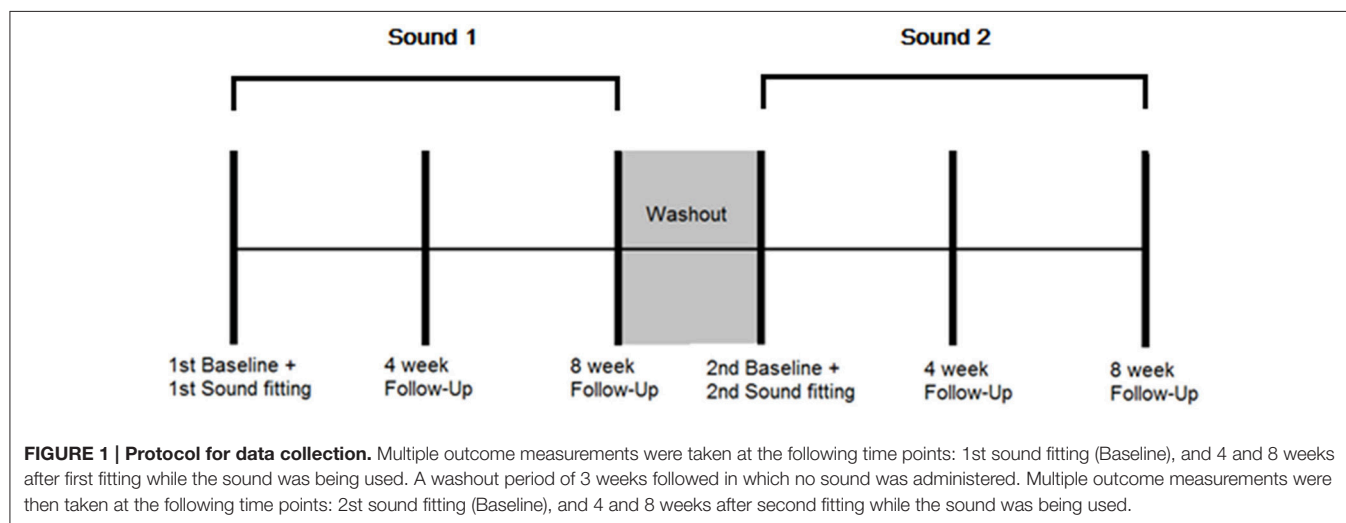 Sound 1
Sound 2
Washout
1st Baseline +
1st Sound fitting
4 week
Follow-Up
8 week
Follow-Up
2nd Baseline +
2nd Sound fitting
4 week
Follow-Up
8 week
Follow-Up
FIGURE 1 | Protocol for data collection. Multiple outcome measurements were taken at the following time points: 1st sound fitting (Baseline), and 4 and 8 weeks
after first fitting while the sound was being used. A washout period of 3 weeks followed in which no sound was administered. Multiple outcome measurements were
then taken at the following time points: 2st sound fitting (Baseline), and 4 and 8 weeks after second fitting while the sound was being used.